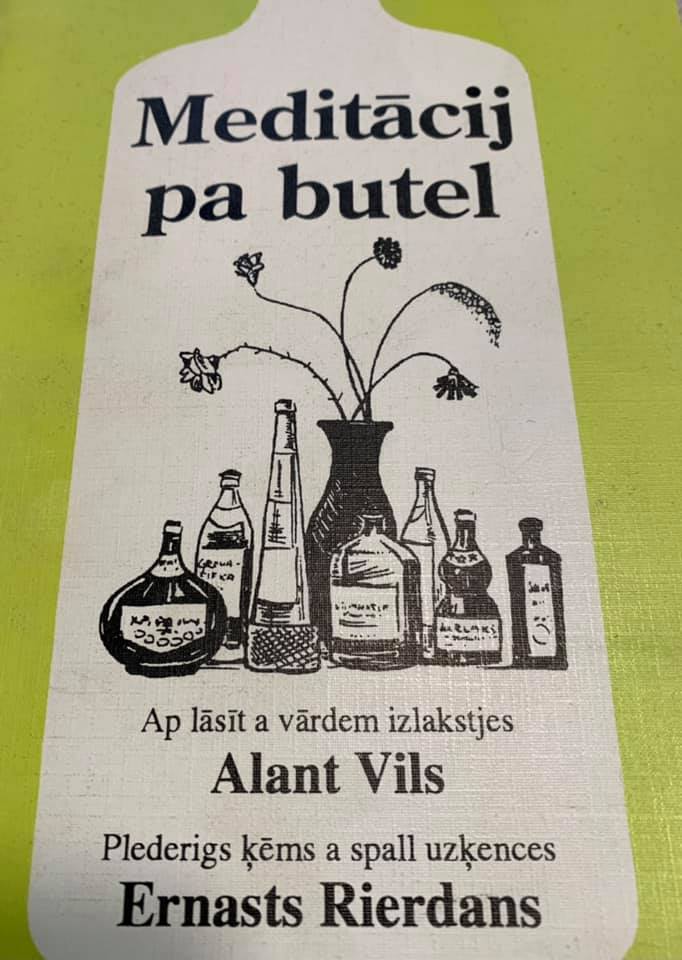 Meditācij
pa butel
Ap lāsīt a vārdem izlakstjes
Alant Vils
Plederigs ķēms a spall uzķences
Ernasts Rierdans